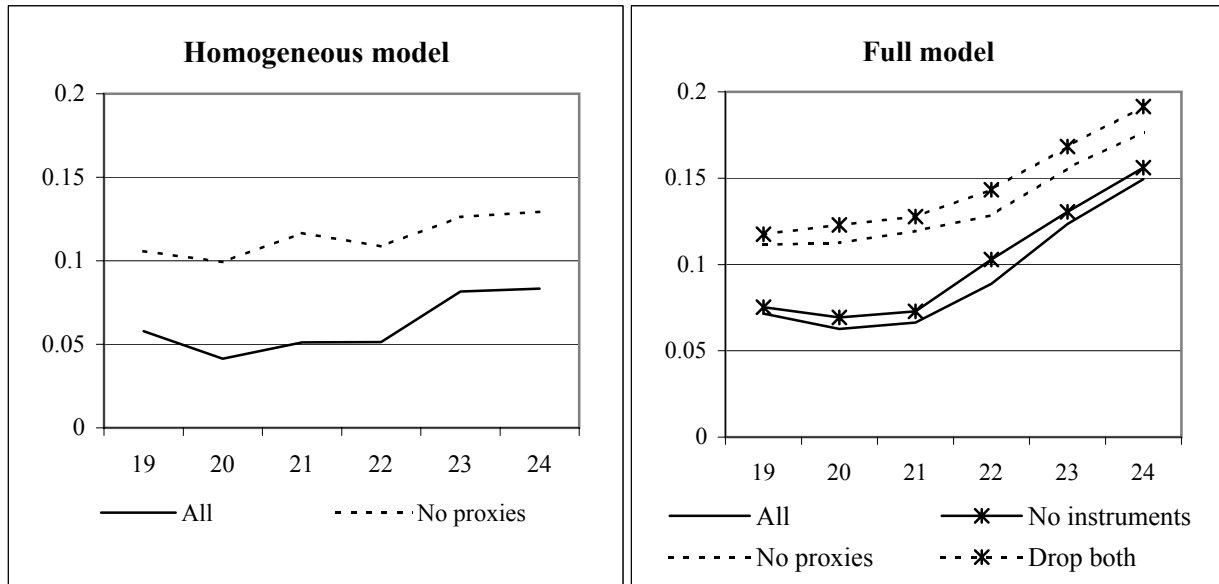 Homogeneous model
0.2
0.15
0.1
0.05
0
19 20 21 22 23 24
All No proxies
Full model
0.2
0.15
0.1
0.05
0
19 20 21 22 23 24
All No instruments
No proxies Drop both